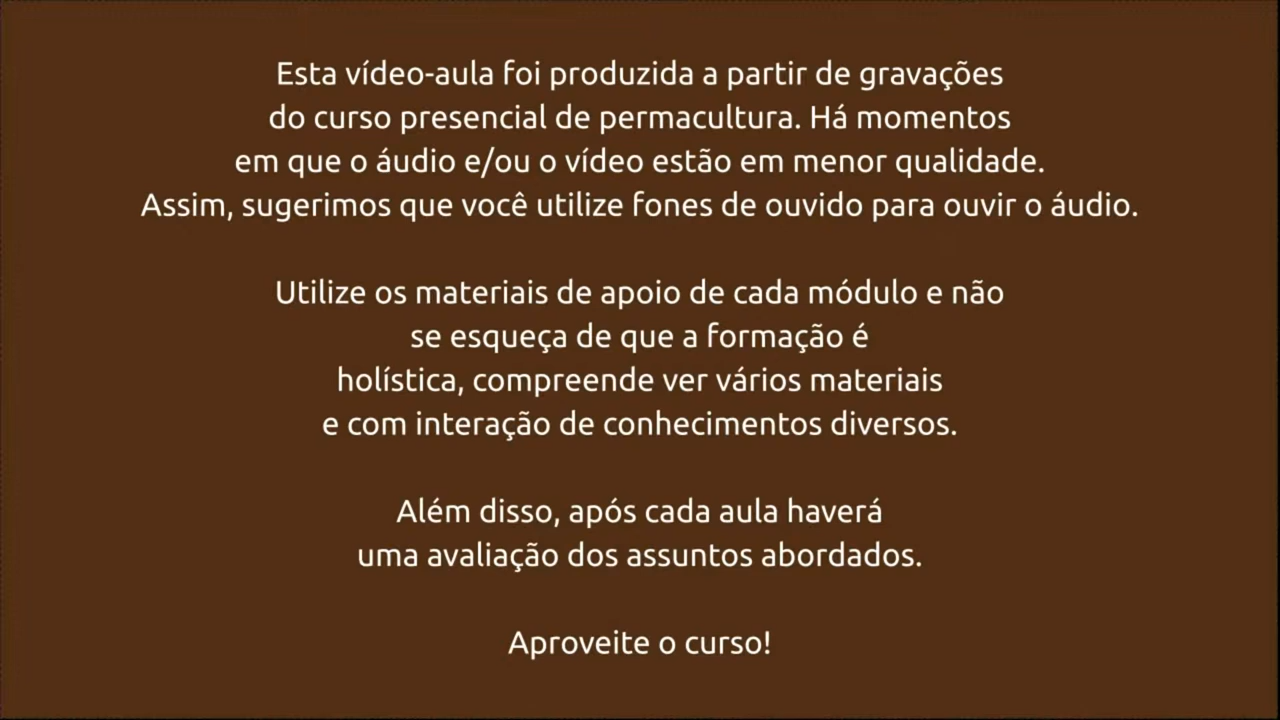 Esta vídeo-aula foi produzida a partir de gravações
do curso presencial de permacultura. Há momentos
em que o áudio e/ou o vídeo estão em menor qualidade.
Assim, sugerimos que você utilize fones de ouvido para ouvir o áudio.
Utilize os materiais de apoio de cada módulo e não
se esqueça de que a formação é
holística, compreende ver vários materiais
e com interação de conhecimentos diversos.
Além disso, após cada aula haverá
uma avaliação dos assuntos abordados.
Aproveite o curso!